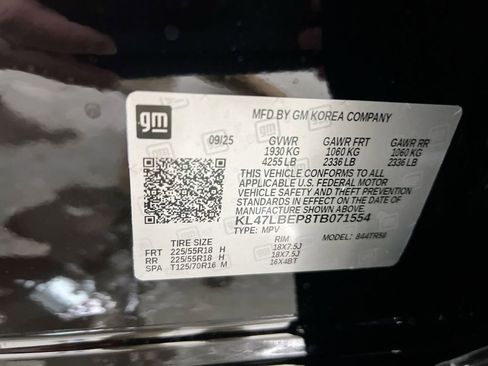 gm
MFD BY GM KOREA COMPANY
09/25 GVWR GAWR FRT GAWR RR
1930 KG 1060 KG 1060 KG
4255 LB 2336 LB 2336 LB
THIS VEHICLE CONFORMS TO ALL
APPLICABLE U.S. FEDERAL MOTOR
VEHICLE SAFETY AND THEFT PREVENTION
STANDARDS IN EFFECT ON THE DATE OF
MANUFACTURE SHOWN ABOVE.
KL47LBEP8TB071554
TYPE: MPV MODEL: 844TR58
TIRE SIZE RIM
FRT 225/55R18 H 18X7.5J
RR 225/55R18 H 18X7.5J
SPA T125/70R16 M 16X4BT